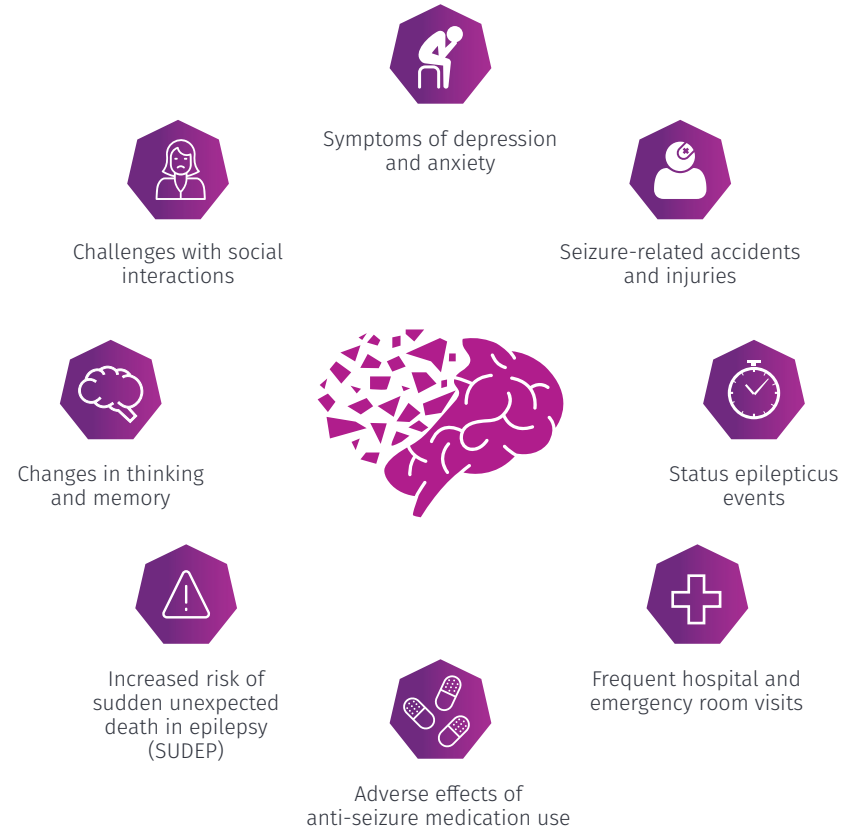 Symptoms of depression
and anxiety
Seizure-related accidents
and injuries
Status epilepticus
events
Frequent hospital and
emergency room visits
Adverse effects of
anti-seizure medication use
Increased risk of
sudden unexpected
death in epilepsy
(SUDEP)
Changes in thinking
and memory
Challenges with social
interactions